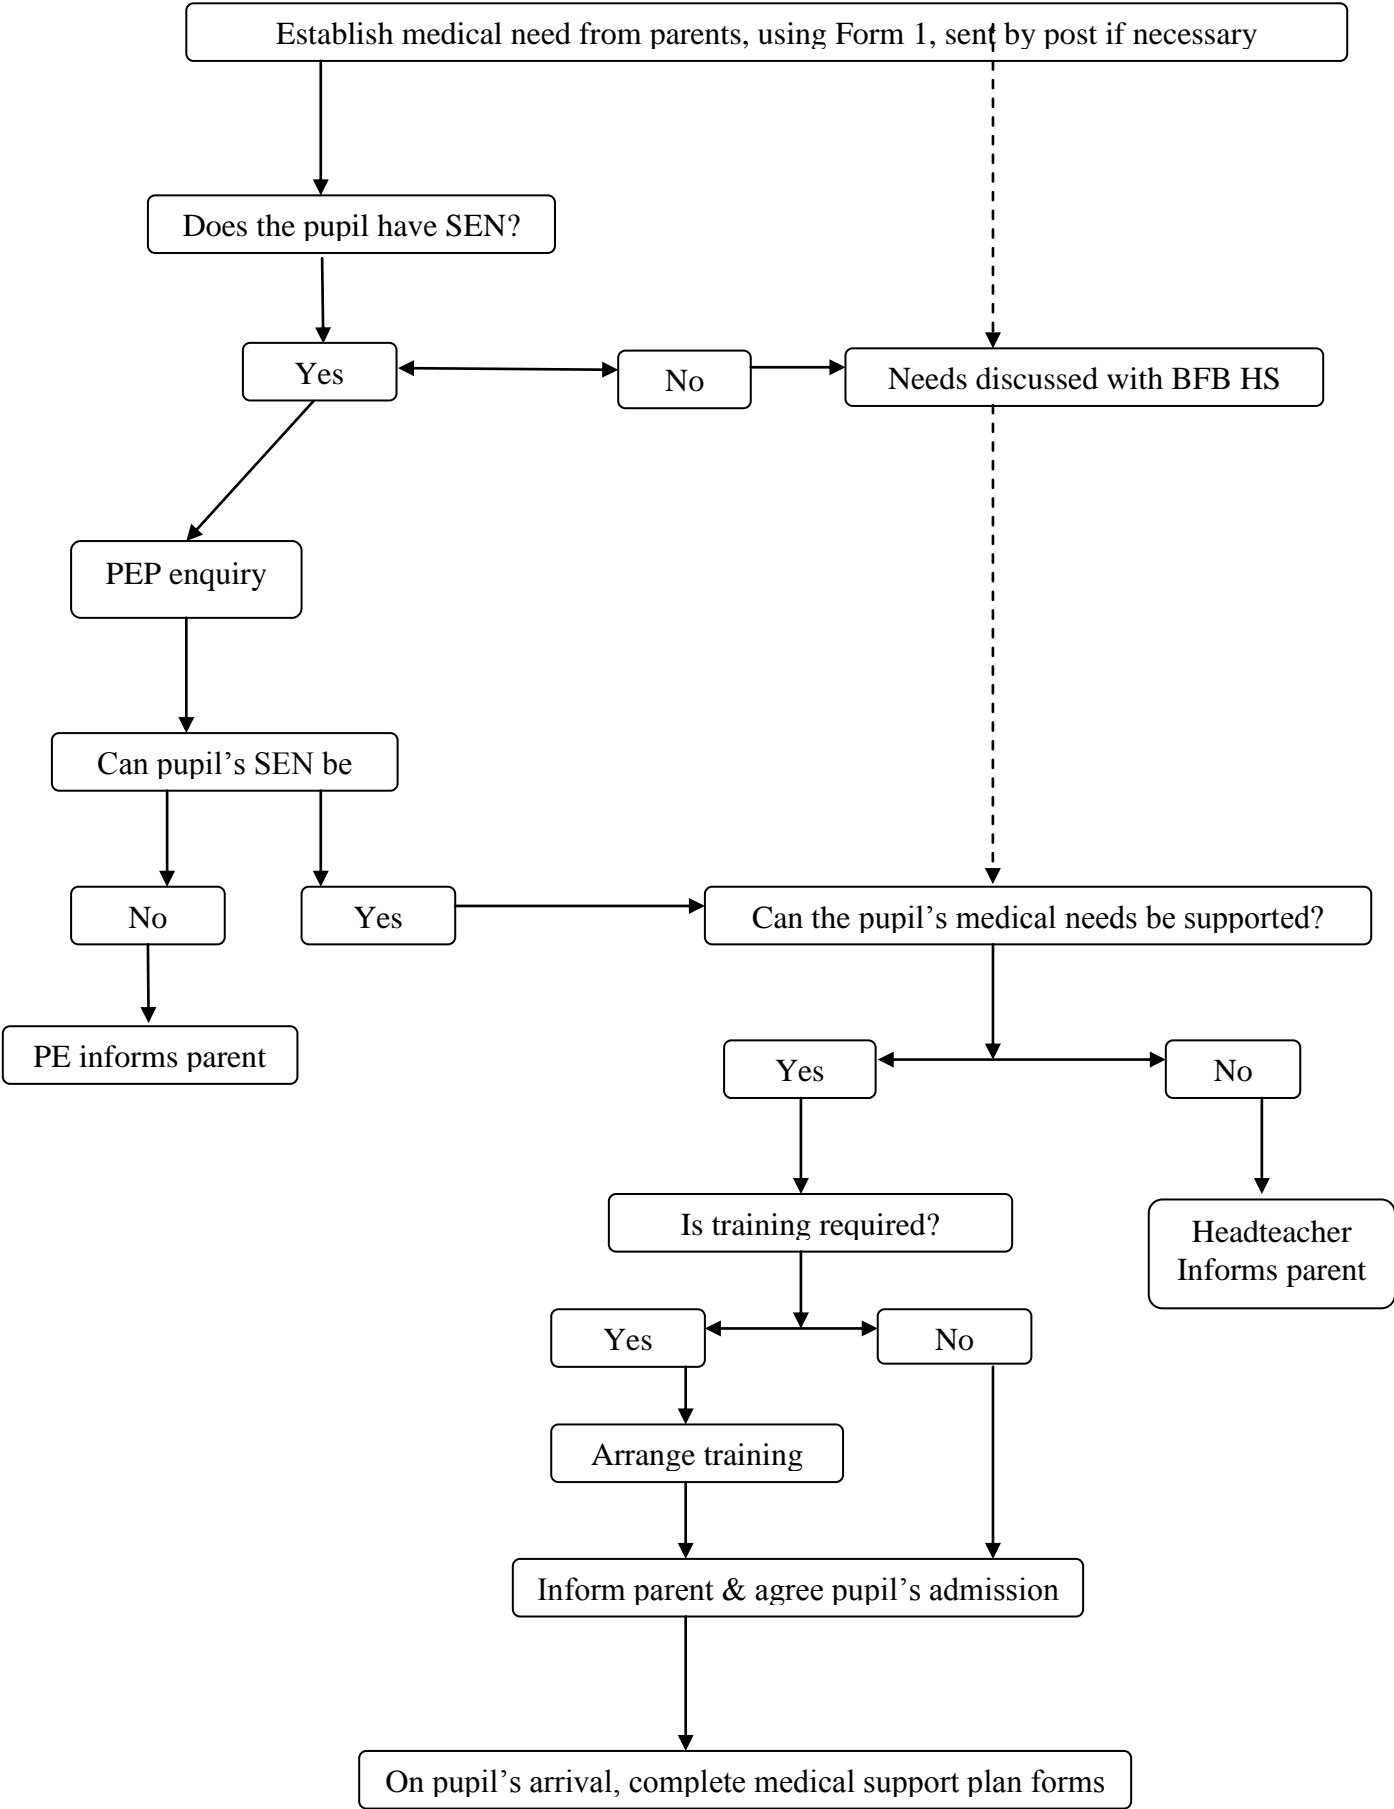 Establish medical need from parents, using Form 1, sent by post if necessary
Does the pupil have SEN?
Yes
No
Needs discussed with BFB HS
PEP enquiry
Can pupil’s SEN be
No
Yes
Can the pupil’s medical needs be supported?
PE informs parent
Yes
No
Is training required?
Headteacher
Informs parent
Yes
No
Arrange training
Inform parent & agree pupil’s admission
On pupil’s arrival, complete medical support plan forms